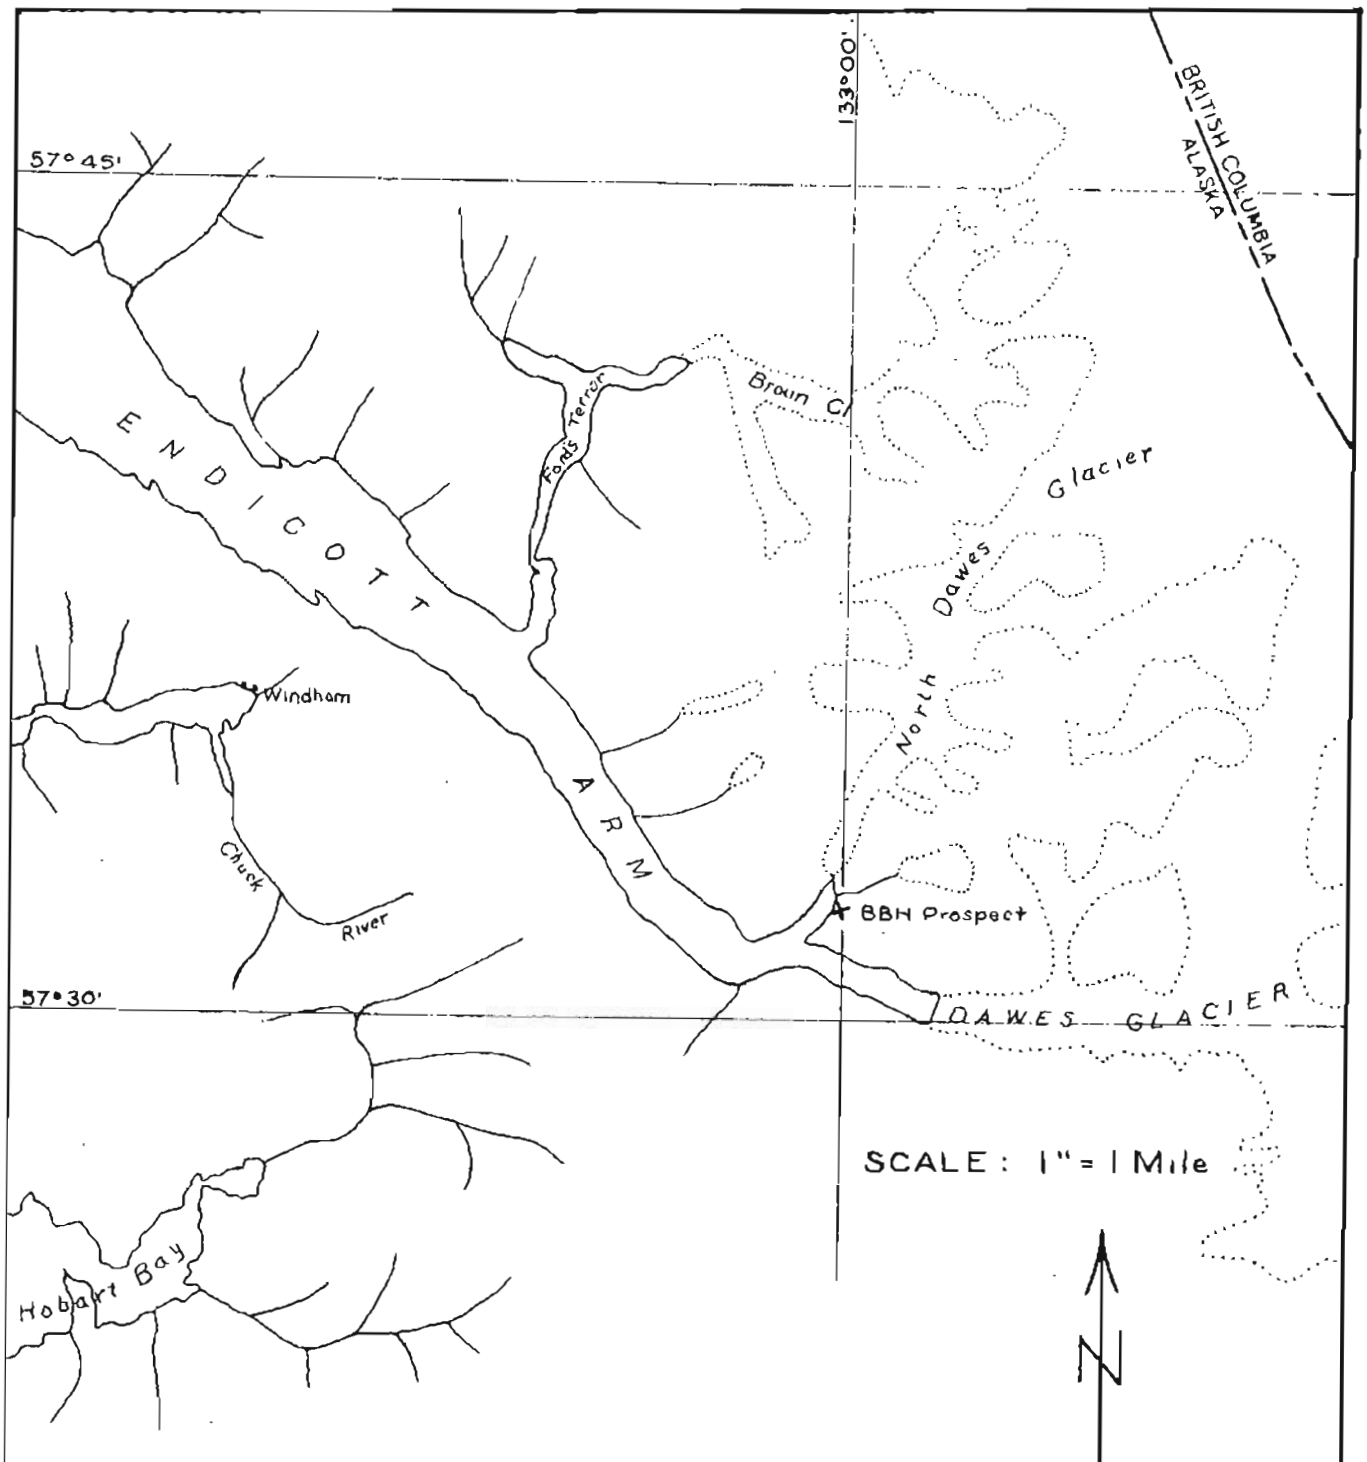 133°00'
BRITISH COLUMBIA
ALASKA
57°45'
Brown Gl
Fords Terror
ENDICOTT
Glacier
Dawes
North
Windham
ARM
Chuck
River
BBH Prospect
57°30'
DAWES GLACIER
SCALE: 1" = 1 Mile
Hobart Bay
N